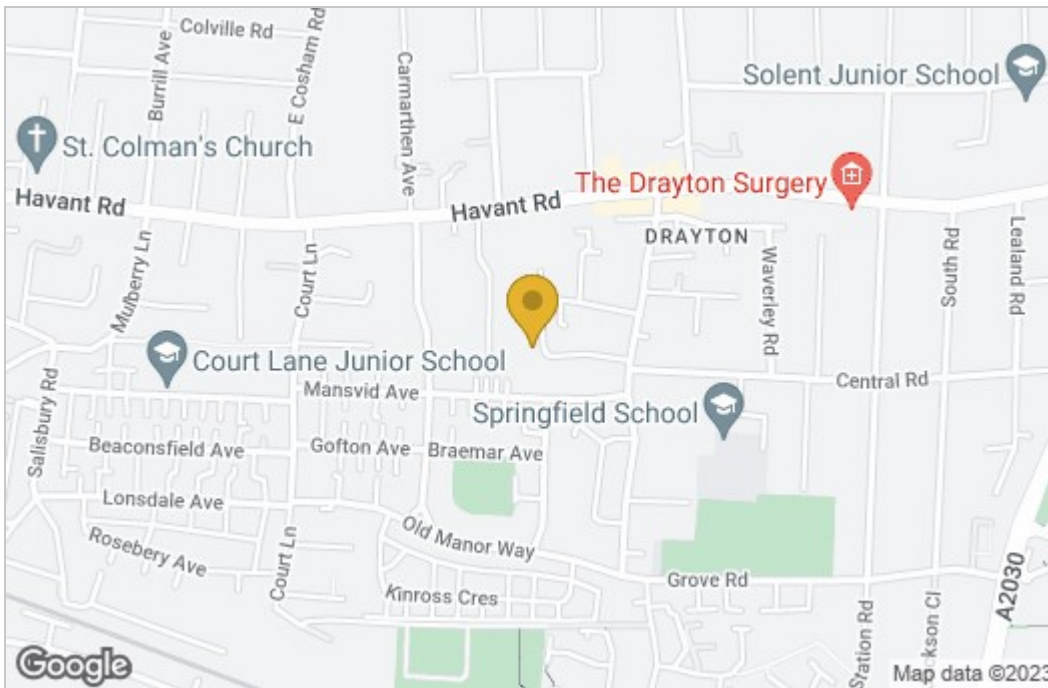 Colville Rd
Burrill Ave
E Cosham Rd
Carmarthen Ave
Solent Junior School
St. Colman's Church
The Drayton Surgery
Havant Rd
Havant Rd
DRAYTON
Mulberry Ln
Court Ln
Waverley Rd
South Rd
Lealand Rd
Court Lane Junior School
Mansvid Ave
Central Rd
Springfield School
Salisbury Rd
Beaconsfield Ave
Gofton Ave
Braemar Ave
Lonsdale Ave
Rosebery Ave
Court Ln
Old Manor Way
Kinross Cres
Grove Rd
Station Rd
A2030
Google
Map data ©2023